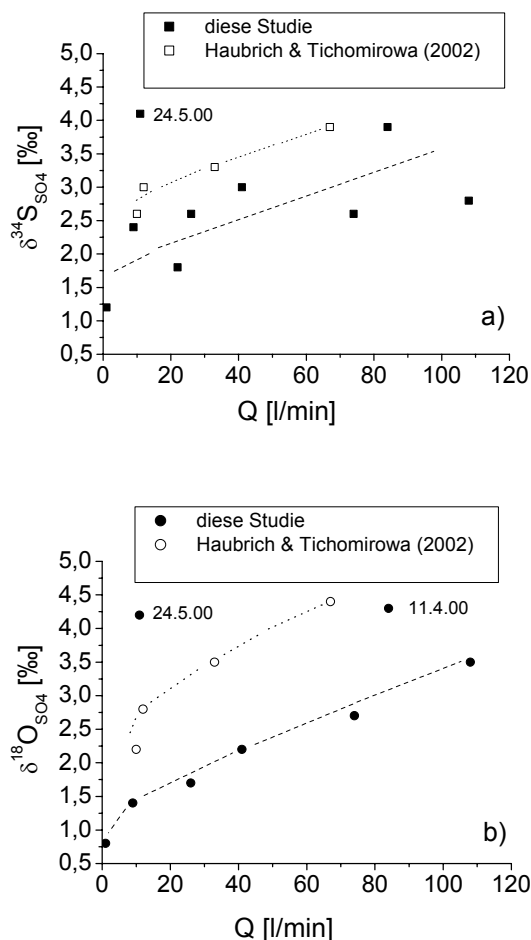 diese Studie
Haubrich & Tichomirowa (2002)
5,0
4,5
4,0
3,5
3,0
2,5
2,0
1,5
1,0
0,5
24.5.00
δ³⁴S_SO4 [‰]
a)
0 20 40 60 80 100 120
Q [l/min]
diese Studie
Haubrich & Tichomirowa (2002)
5,0
4,5
4,0
3,5
3,0
2,5
2,0
1,5
1,0
0,5
24.5.00
11.4.00
δ¹⁸O_SO4 [‰]
b)
0 20 40 60 80 100 120
Q [l/min]